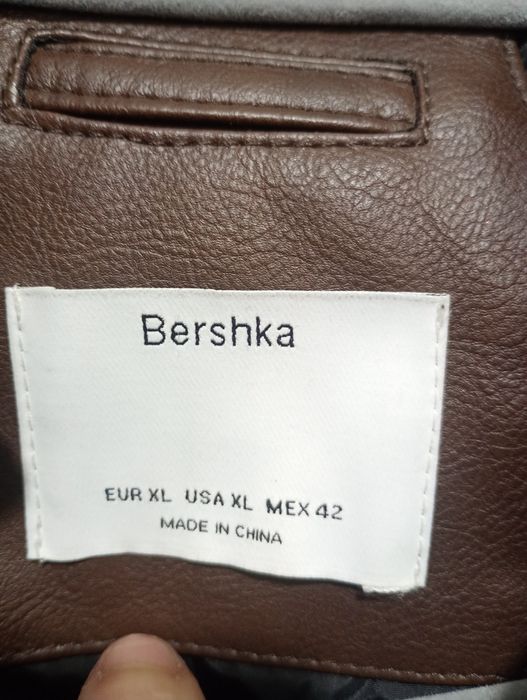 Bershka
EUR XL USA XL MEX 42
MADE IN CHINA